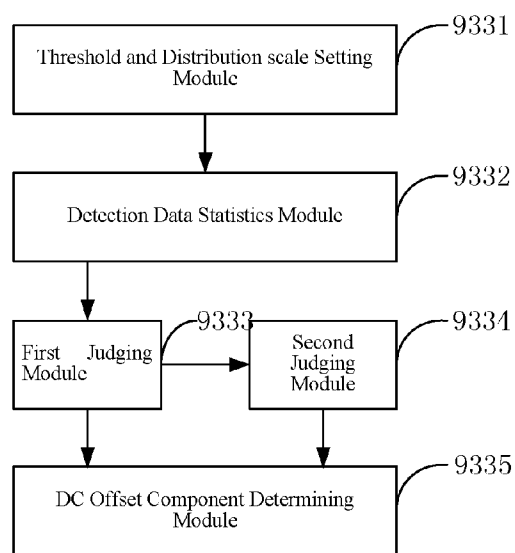 9331
Threshold and Distribution scale Setting
Module
9332
Detection Data Statistics Module
9333
9334
First Judging
Module
Second
Judging
Module
9335
DC Offset Component Determining
Module